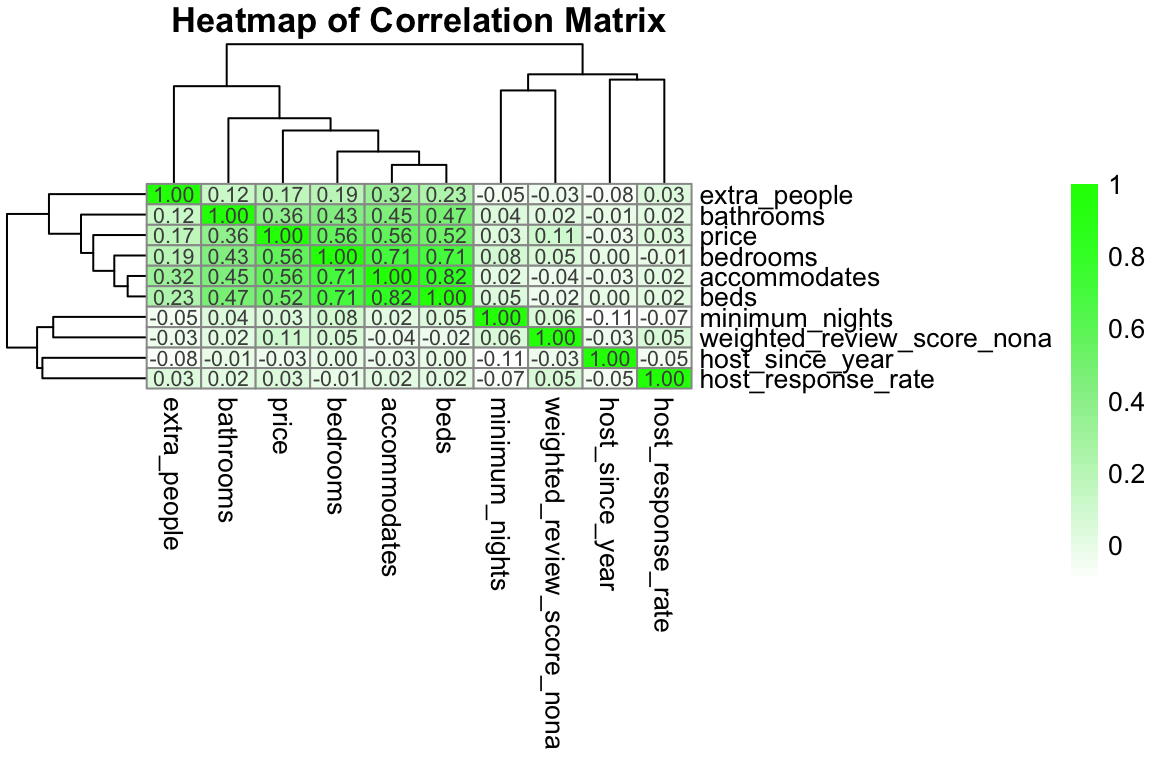 Heatmap of Correlation Matrix
1.00 0.12 0.17 0.19 0.32 0.23 -0.05 -0.03 -0.08 0.03 extra_people
0.12 1.00 0.36 0.43 0.45 0.47 0.04 0.02 -0.01 0.02 bathrooms
0.17 0.36 1.00 0.56 0.56 0.52 0.03 0.11 -0.03 0.03 price
0.19 0.43 0.56 1.00 0.71 0.71 0.08 0.05 0.00 -0.01 bedrooms
0.32 0.45 0.56 0.71 1.00 0.82 0.02 -0.04 -0.03 0.02 accommodates
0.23 0.47 0.52 0.71 0.82 1.00 0.05 -0.02 0.00 0.02 beds
-0.05 0.04 0.03 0.08 0.02 0.05 1.00 0.06 -0.11 -0.07 minimum_nights
-0.03 0.02 0.11 0.05 -0.04 -0.02 0.06 1.00 -0.03 0.05 weighted_review_score_nona
-0.08 -0.01 -0.03 0.00 -0.03 0.00 -0.11 -0.03 1.00 -0.05 host_since_year
0.03 0.02 0.03 -0.01 0.02 0.02 -0.07 0.05 -0.05 1.00 host_response_rate
extra_people
bathrooms
price
bedrooms
accommodates
beds
minimum_nights
weighted_review_score_nona
host_since_year
host_response_rate
1
0.8
0.6
0.4
0.2
0